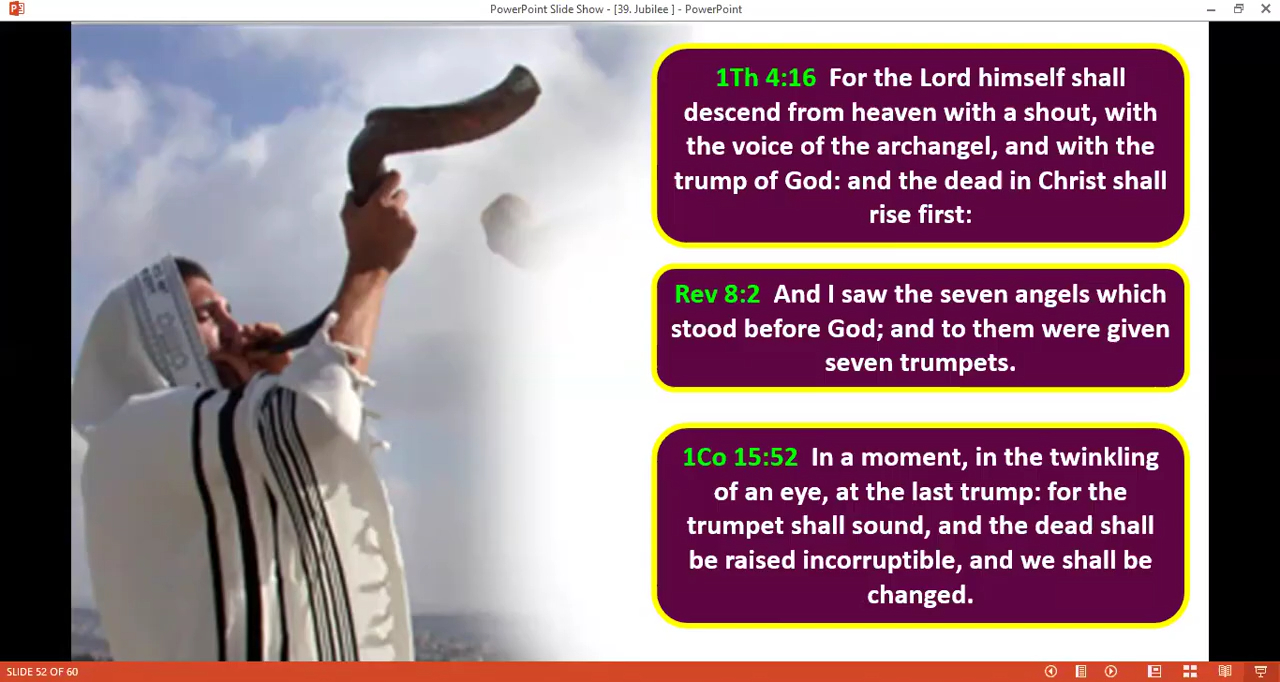 PowerPoint Slide Show - [39. Jubilee ] - PowerPoint
1Th 4:16 For the Lord himself shall
descend from heaven with a shout, with
the voice of the archangel, and with the
trump of God: and the dead in Christ shall
rise first:
Rev 8:2 And I saw the seven angels which
stood before God; and to them were given
seven trumpets.
1Co 15:52 In a moment, in the twinkling
of an eye, at the last trump: for the
trumpet shall sound, and the dead shall
be raised incorruptible, and we shall be
changed.
SLIDE 52 OF 60